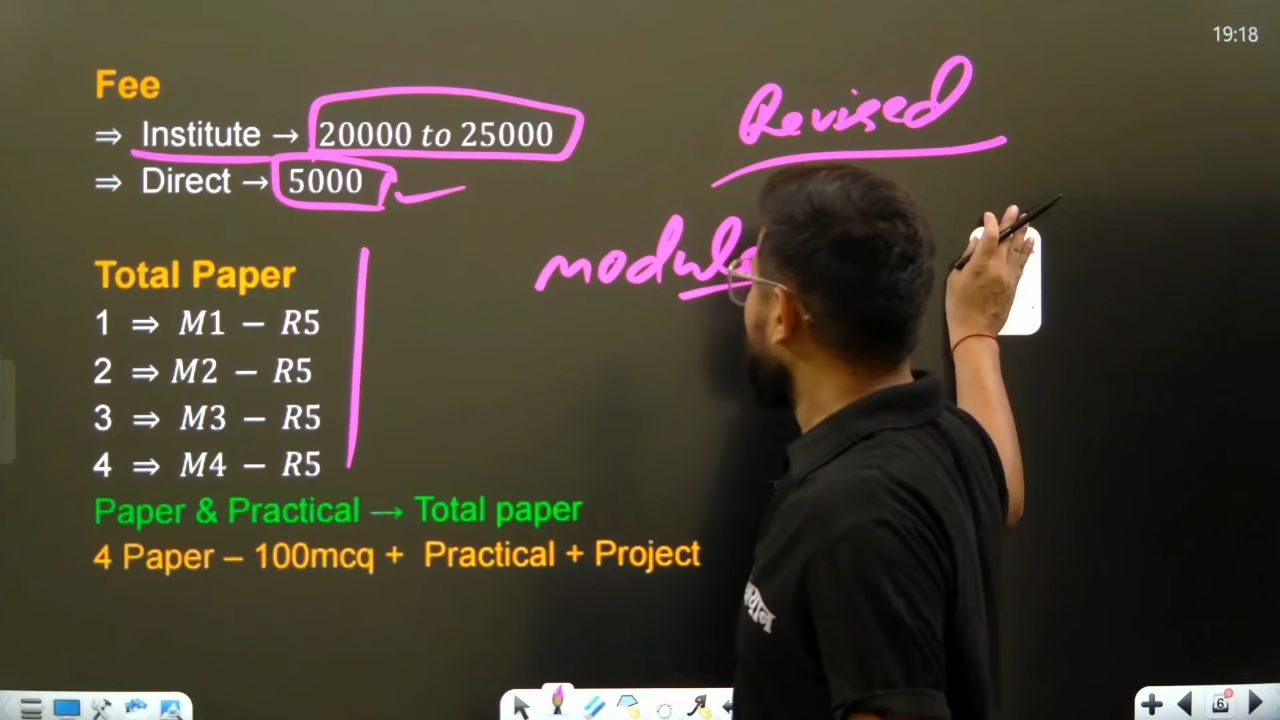 19:18
Fee
⇒ Institute → 20000 to 25000
⇒ Direct → 5000
Revised
Total Paper
1 ⇒ M1 – R5
2 ⇒ M2 – R5
3 ⇒ M3 – R5
4 ⇒ M4 – R5
Paper & Practical → Total paper
4 Paper – 100mcq + Practical + Project
6